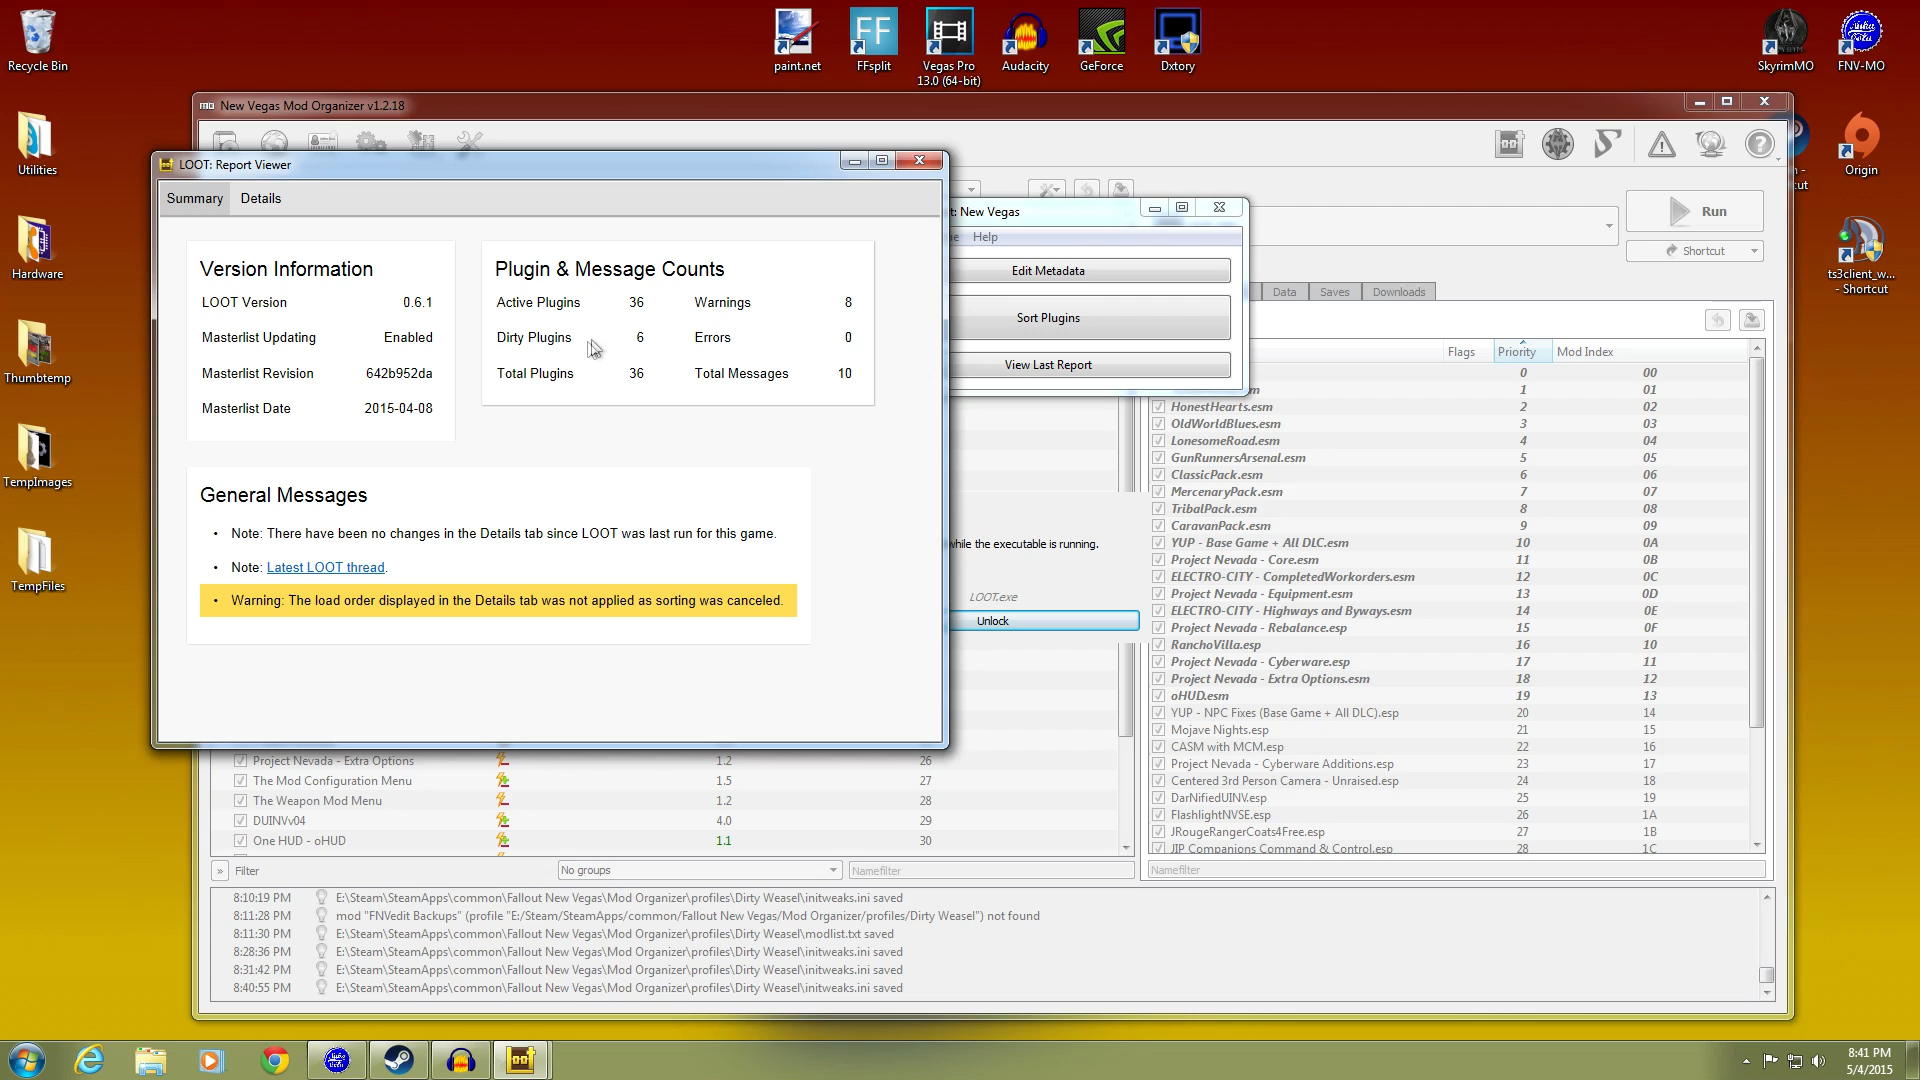 Recycle Bin
Utilities
Hardware
Thumbtemp
TempImages
TempFiles
paint.net
FF
FFsplit
Vegas Pro
13.0 (64-bit)
Audacity
GeForce
Dxtory
SkyrimMO
FNV-MO
Origin
ts3client_w...
- Shortcut
New Vegas Mod Organizer v1.2.18
LOOT: Report Viewer
Summary Details
Version Information
LOOT Version 0.6.1
Masterlist Updating Enabled
Masterlist Revision 642b952da
Masterlist Date 2015-04-08
Plugin & Message Counts
Active Plugins 36 Warnings 8
Dirty Plugins 6 Errors 0
Total Plugins 36 Total Messages 10
General Messages
• Note: There have been no changes in the Details tab since LOOT was last run for this game.
• Note: Latest LOOT thread.
• Warning: The load order displayed in the Details tab was not applied as sorting was canceled.
t: New Vegas
Help
Edit Metadata
Sort Plugins
View Last Report
while the executable is running.
LOOT.exe
Unlock
Run
Shortcut
Data Saves Downloads
Flags Priority Mod Index
0 00
1 01
HonestHearts.esm 2 02
OldWorldBlues.esm 3 03
LonesomeRoad.esm 4 04
GunRunnersArsenal.esm 5 05
ClassicPack.esm 6 06
MercenaryPack.esm 7 07
TribalPack.esm 8 08
CaravanPack.esm 9 09
YUP - Base Game + All DLC.esm 10 0A
Project Nevada - Core.esm 11 0B
ELECTRO-CITY - CompletedWorkorders.esm 12 0C
Project Nevada - Equipment.esm 13 0D
ELECTRO-CITY - Highways and Byways.esm 14 0E
Project Nevada - Rebalance.esp 15 0F
RanchoVilla.esp 16 10
Project Nevada - Cyberware.esp 17 11
Project Nevada - Extra Options.esm 18 12
oHUD.esm 19 13
YUP - NPC Fixes (Base Game + All DLC).esp 20 14
Mojave Nights.esp 21 15
CASM with MCM.esp 22 16
Project Nevada - Cyberware Additions.esp 23 17
Centered 3rd Person Camera - Unraised.esp 24 18
DarNifiedUINV.esp 25 19
FlashlightNVSE.esp 26 1A
JRougeRangerCoats4Free.esp 27 1B
JIP Companions Command & Control.esp 28 1C
Namefilter
Project Nevada - Extra Options 1.2 26
The Mod Configuration Menu 1.5 27
The Weapon Mod Menu 1.2 28
DUINVv04 4.0 29
One HUD - oHUD 1.1 30
» Filter No groups Namefilter
8:10:19 PM E:\Steam\SteamApps\common\Fallout New Vegas\Mod Organizer\profiles\Dirty Weasel\initweaks.ini saved
8:11:28 PM mod "FNVedit Backups" (profile "E:/Steam/SteamApps/common/Fallout New Vegas/Mod Organizer/profiles/Dirty Weasel") not found
8:11:30 PM E:\Steam\SteamApps\common\Fallout New Vegas\Mod Organizer\profiles\Dirty Weasel\modlist.txt saved
8:28:36 PM E:\Steam\SteamApps\common\Fallout New Vegas\Mod Organizer\profiles\Dirty Weasel\initweaks.ini saved
8:31:42 PM E:\Steam\SteamApps\common\Fallout New Vegas\Mod Organizer\profiles\Dirty Weasel\initweaks.ini saved
8:40:55 PM E:\Steam\SteamApps\common\Fallout New Vegas\Mod Organizer\profiles\Dirty Weasel\initweaks.ini saved
8:41 PM
5/4/2015